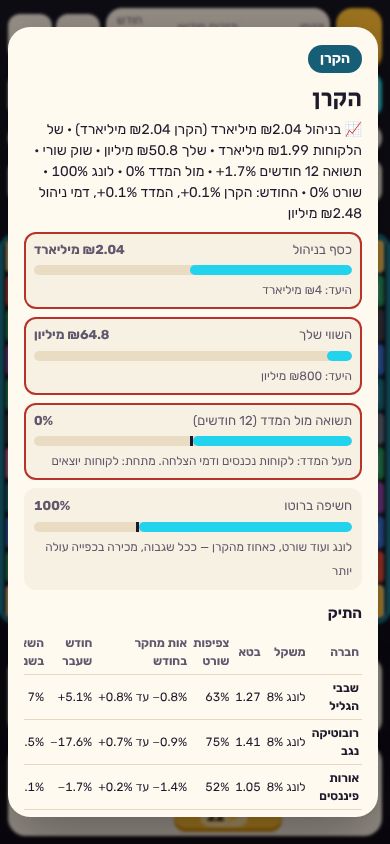 חודש
הקרן
הקרן
📈 בניהול ₪2.04 מיליארד (הקרן ₪2.04 מיליארד) · של
הלקוחות ₪1.99 מיליארד · שלך ₪50.8 מיליון · שוק שורי ·
תשואה 12 חודשים +1.7% · מול המדד 0% · לונג 100% ·
שורט 0% · החודש: הקרן +0.1%, המדד +0.1%, דמי ניהול
₪2.48 מיליון
כסף בניהול ₪2.04 מיליארד
היעד: ₪4 מיליארד
השווי שלך ₪64.8 מיליון
היעד: ₪800 מיליון
תשואה מול המדד (12 חודשים) 0%
מעל המדד: לקוחות נכנסים ודמי הצלחה. מתחת: לקוחות יוצאים
חשיפה ברוטו 100%
לונג ועוד שורט, כאחוז מהקרן — ככל שגבוה, מכירה בכפייה עולה
יותר
התיק
חברה משקל בטא צפיפות שורט אות מחקר בחודש חודש שעבר
שבבי הגליל לונג 8% 1.27 63% −0.8% עד +0.8% +5.1% 7%
רובוטיקה נגב לונג 8% 1.41 75% −0.9% עד +0.7% −17.6% .5%
אורות פיננסים לונג 8% 1.05 52% −1.4% עד +0.2% −1.7% .1%